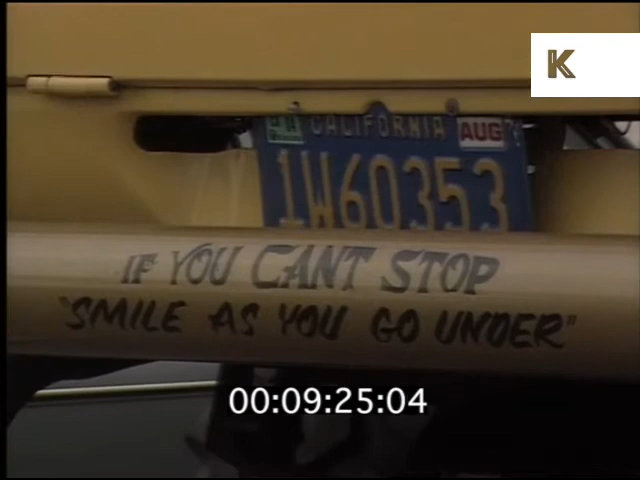 K
CALIFORNIA AUG
1W60353
IF YOU CANT STOP
"SMILE AS YOU GO UNDER"
00:09:25:04